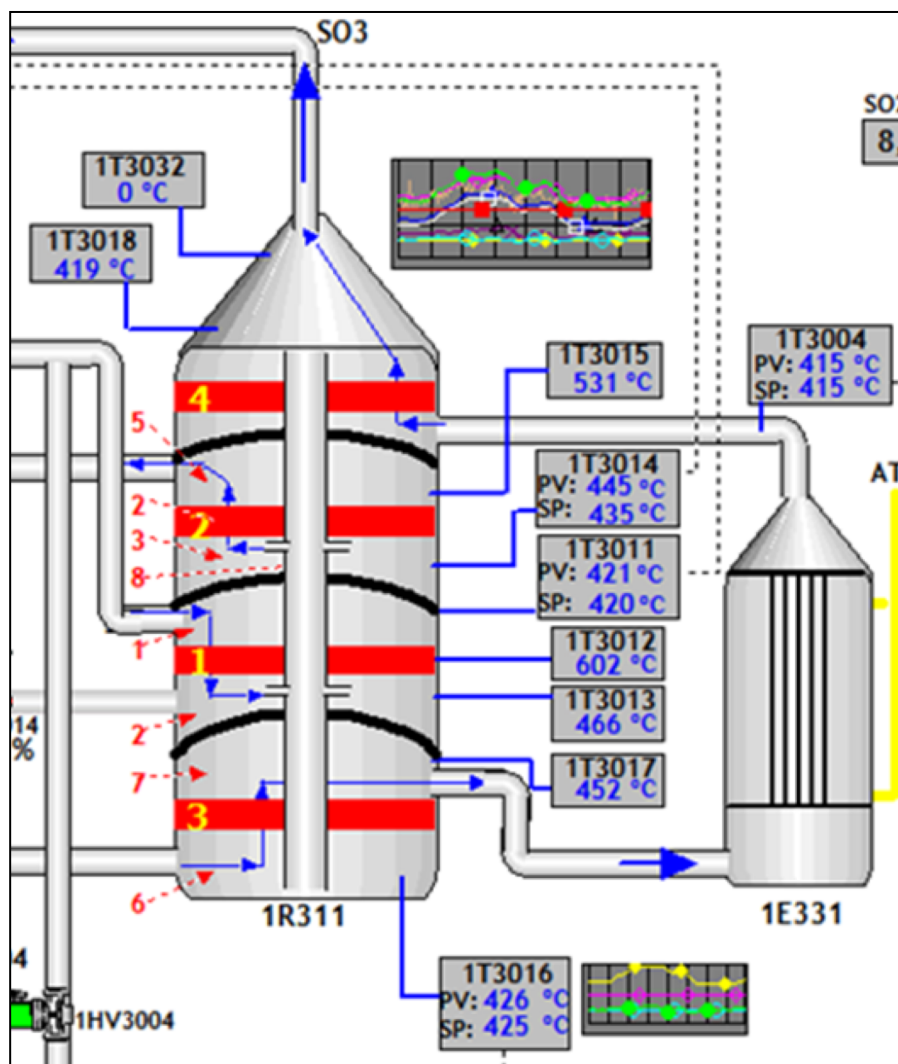 SO3
SO
8,
1T3032
0 °C
1T3018
419 °C
1T3004
PV: 415 °C
SP: 415 °C
1T3015
531 °C
4
5
1T3014
PV: 445 °C
SP: 435 °C
AT
2
2
3
8
1T3011
PV: 421 °C
SP: 420 °C
1
1
1T3012
602 °C
1T3013
466 °C
2
014
%
7
1T3017
452 °C
3
6
1R311
1E331
04
1T3016
PV: 426 °C
SP: 425 °C
1HV3004